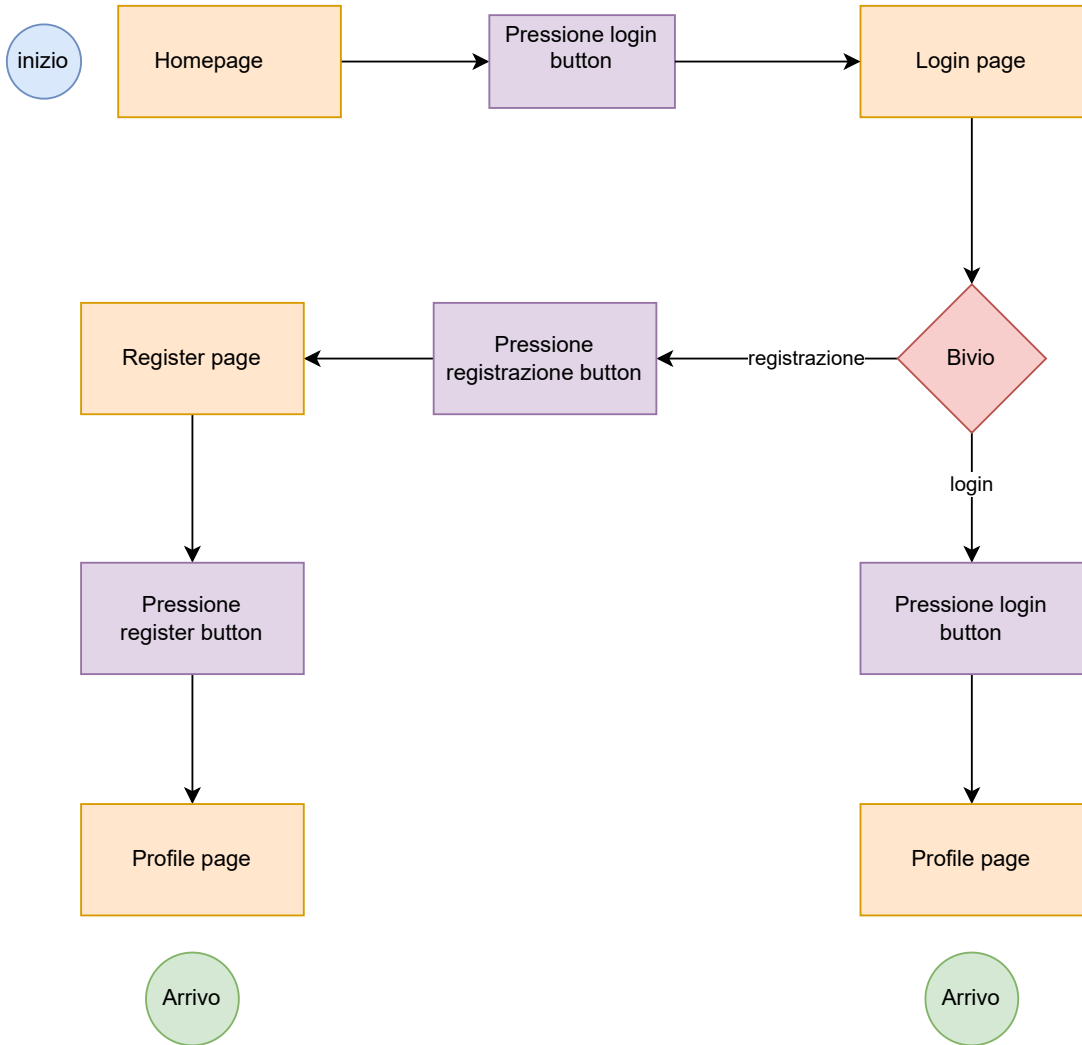 inizio
Homepage
Pressione login
button
Login page
Register page
Pressione
registrazione button
registrazione
Bivio
login
Pressione
register button
Pressione login
button
Profile page
Profile page
Arrivo
Arrivo